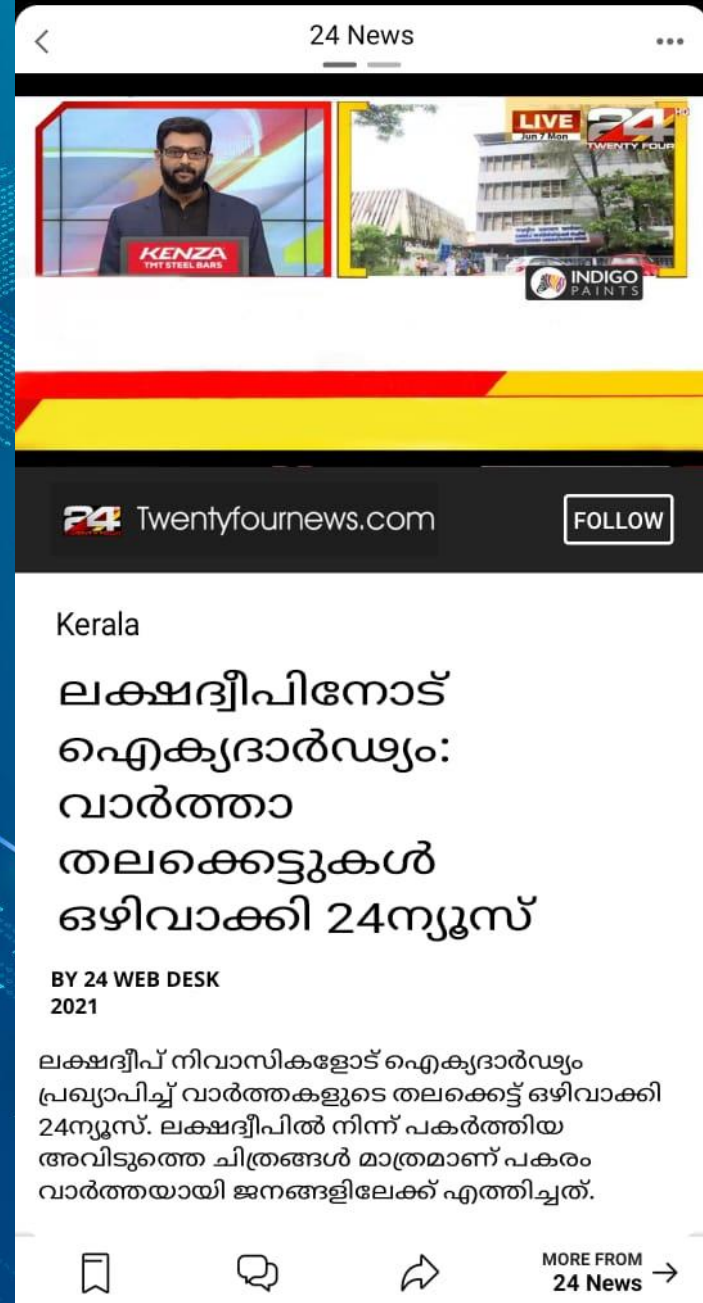 24 News
LIVE
Jun 7 Mon
24
HD
TWENTY FOUR
KENZA
TMT STEEL BARS
INDIGO
PAINTS
24 Twentyfournews.com
FOLLOW
Kerala
ലക്ഷദ്വീപിനോട്
ഐക്യദാർഢ്യം:
വാർത്താ
തലക്കെട്ടുകൾ
ഒഴിവാക്കി 24ന്യൂസ്
BY 24 WEB DESK
2021
ലക്ഷദ്വീപ് നിവാസികളോട് ഐക്യദാർഢ്യം
പ്രഖ്യാപിച്ച് വാർത്തകളുടെ തലക്കെട്ട് ഒഴിവാക്കി
24ന്യൂസ്. ലക്ഷദ്വീപിൽ നിന്ന് പകർത്തിയ
അവിടുത്തെ ചിത്രങ്ങൾ മാത്രമാണ് പകരം
വാർത്തയായി ജനങ്ങളിലേക്ക് എത്തിച്ചത്.
MORE FROM
24 News